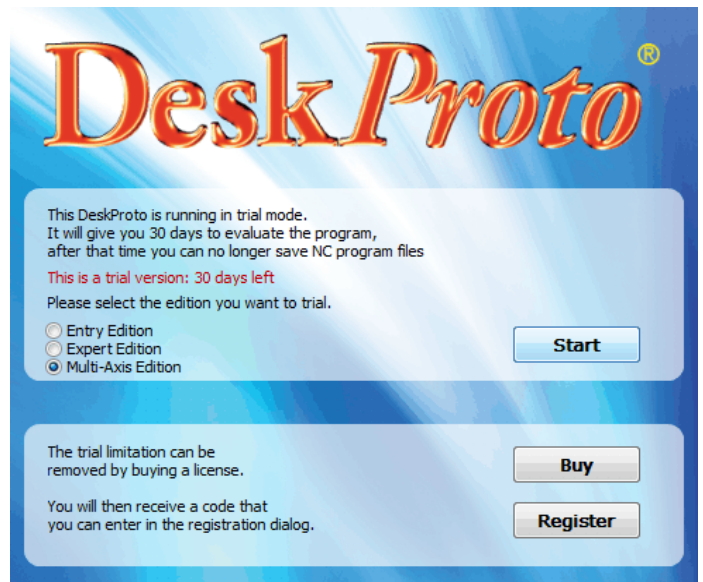 DeskProto®
This DeskProto is running in trial mode.
It will give you 30 days to evaluate the program,
after that time you can no longer save NC program files
This is a trial version: 30 days left
Please select the edition you want to trial.
Entry Edition
Expert Edition
Multi-Axis Edition
Start
The trial limitation can be
removed by buying a license.
Buy
You will then receive a code that
you can enter in the registration dialog.
Register